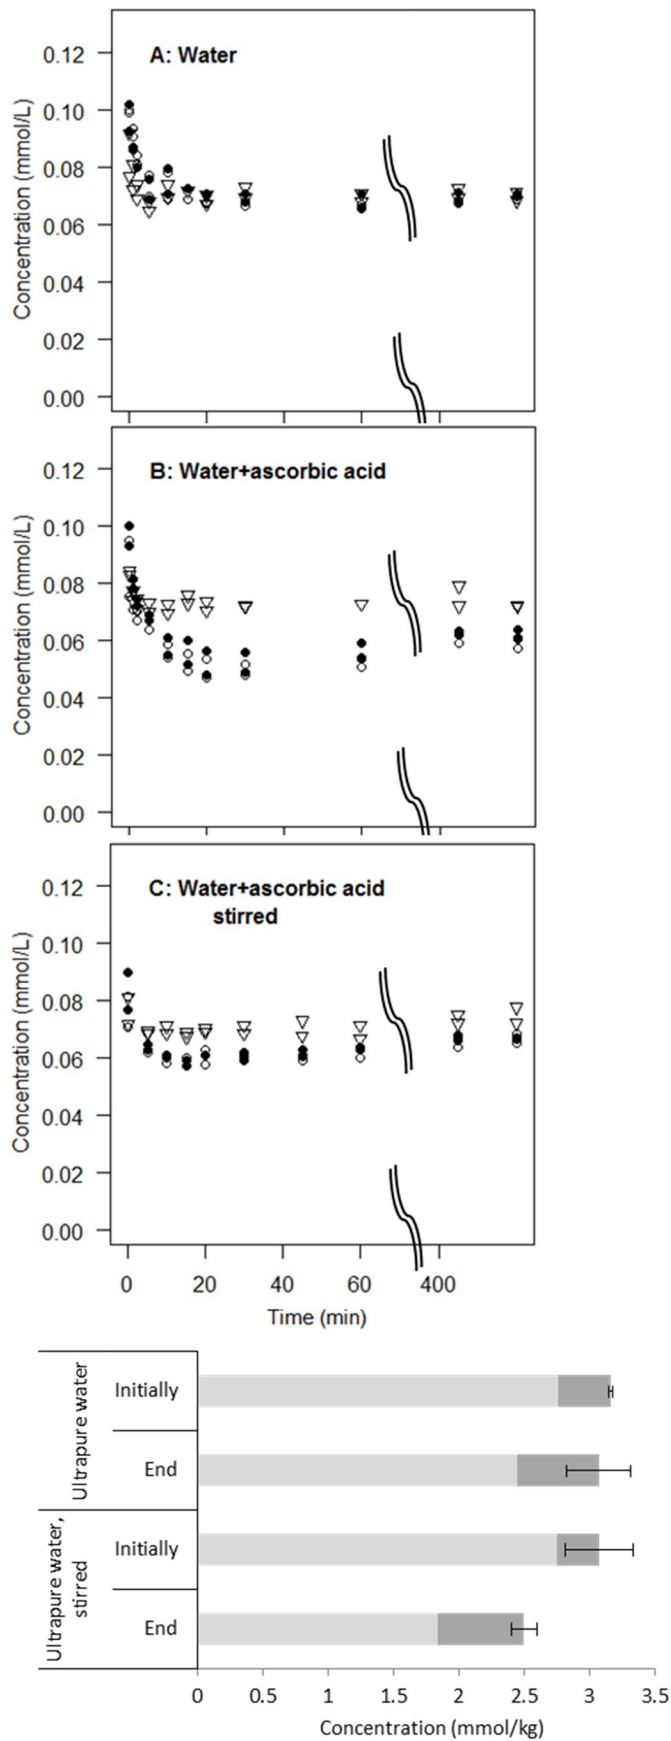 A: Water
Concentration (mmol/L)
0.12
0.10
0.08
0.06
0.04
0.02
0.00
B: Water+ascorbic acid
Concentration (mmol/L)
0.12
0.10
0.08
0.06
0.04
0.02
0.00
C: Water+ascorbic acid
stirred
Concentration (mmol/L)
0.12
0.10
0.08
0.06
0.04
0.02
0.00
0 20 40 60 400
Time (min)
Ultrapure water
Initially
End
Ultrapure water,
stirred
Initially
End
0 0.5 1 1.5 2 2.5 3 3.5
Concentration (mmol/kg)